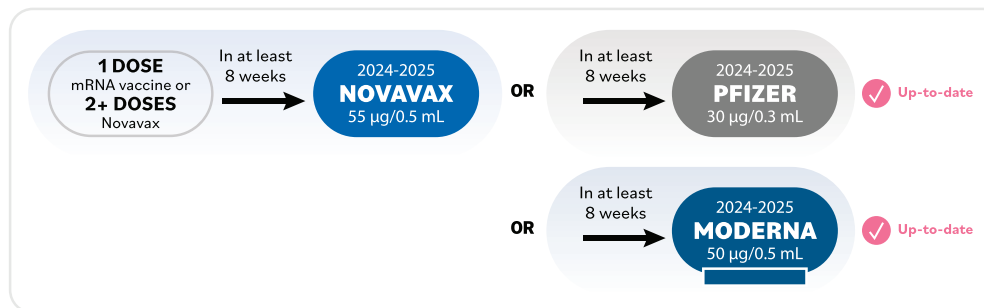 1 DOSE
mRNA vaccine or
2+ DOSES
Novavax
In at least
8 weeks
2024-2025
NOVAVAX
55 µg/0.5 mL
OR
In at least
8 weeks
2024-2025
PFIZER
30 µg/0.3 mL
Up-to-date
OR
In at least
8 weeks
2024-2025
MODERNA
50 µg/0.5 mL
Up-to-date